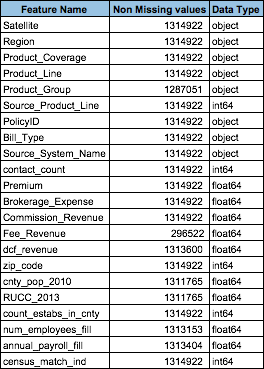 Feature Name Non Missing values Data Type
Satellite 1314922 object
Region 1314922 object
Product_Coverage 1314922 object
Product_Line 1314922 object
Product_Group 1287051 object
Source_Product_Line 1314922 int64
PolicyID 1314922 object
Bill_Type 1314922 object
Source_System_Name 1314922 object
contact_count 1314922 int64
Premium 1314922 float64
Brokerage_Expense 1314922 float64
Commission_Revenue 1314922 float64
Fee_Revenue 296522 float64
dcf_revenue 1313600 float64
zip_code 1314922 int64
cnty_pop_2010 1311765 float64
RUCC_2013 1311765 float64
count_estabs_in_cnty 1314922 int64
num_employees_fill 1313153 float64
annual_payroll_fill 1313404 float64
census_match_ind 1314922 int64